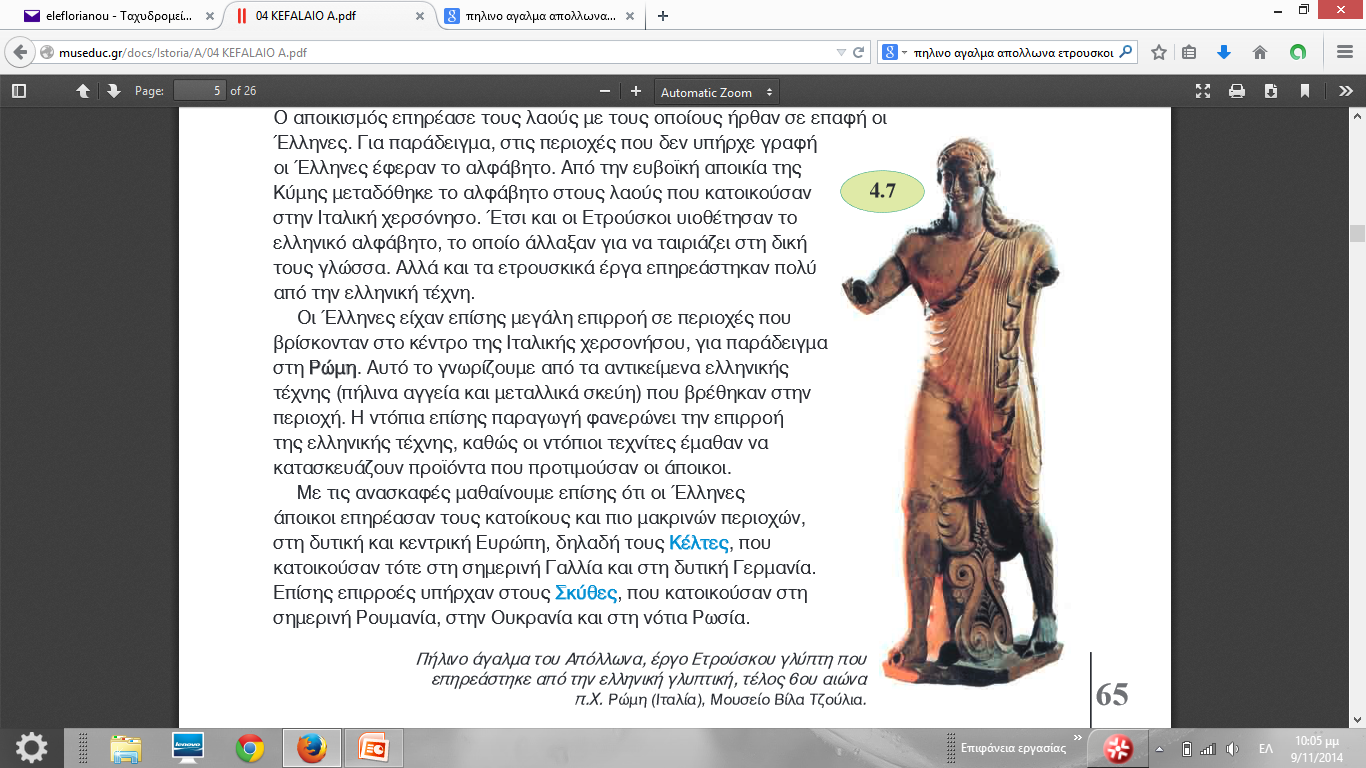 eleflorianou - Ταχυδρομεί...
04 KEFALAIO A.pdf
πηλινο αγαλμα απολλωνα...
museduc.gr/docs/Istoria/A/04 KEFALAIO A.pdf
πηλινο αγαλμα απολλωνα ετρουσκοι
Page: 5 of 26
Automatic Zoom
Ο αποικισμός επηρέασε τους λαούς με τους οποίους ήρθαν σε επαφή οι
Έλληνες. Για παράδειγμα, στις περιοχές που δεν υπήρχε γραφή
οι Έλληνες έφεραν το αλφάβητο. Από την ευβοϊκή αποικία της
Κύμης μεταδόθηκε το αλφάβητο στους λαούς που κατοικούσαν
στην Ιταλική χερσόνησο. Έτσι και οι Ετρούσκοι υιοθέτησαν το
ελληνικό αλφάβητο, το οποίο άλλαξαν για να ταιριάζει στη δική
τους γλώσσα. Αλλά και τα ετρουσκικά έργα επηρεάστηκαν πολύ
από την ελληνική τέχνη.
Οι Έλληνες είχαν επίσης μεγάλη επιρροή σε περιοχές που
βρίσκονταν στο κέντρο της Ιταλικής χερσονήσου, για παράδειγμα
στη Ρώμη. Αυτό το γνωρίζουμε από τα αντικείμενα ελληνικής
τέχνης (πήλινα αγγεία και μεταλλικά σκεύη) που βρέθηκαν στην
περιοχή. Η ντόπια επίσης παραγωγή φανερώνει την επιρροή
της ελληνικής τέχνης, καθώς οι ντόπιοι τεχνίτες έμαθαν να
κατασκευάζουν προϊόντα που προτιμούσαν οι άποικοι.
Με τις ανασκαφές μαθαίνουμε επίσης ότι οι Έλληνες
άποικοι επηρέασαν τους κατοίκους και πιο μακρινών περιοχών,
στη δυτική και κεντρική Ευρώπη, δηλαδή τους Κέλτες, που
κατοικούσαν τότε στη σημερινή Γαλλία και στη δυτική Γερμανία.
Επίσης επιρροές υπήρχαν στους Σκύθες, που κατοικούσαν στη
σημερινή Ρουμανία, στην Ουκρανία και στη νότια Ρωσία.
4.7
Πήλινο άγαλμα του Απόλλωνα, έργο Ετρούσκου γλύπτη που
επηρεάστηκε από την ελληνική γλυπτική, τέλος 6ου αιώνα
π.Χ. Ρώμη (Ιταλία), Μουσείο Βίλα Τζούλια.
65
lenovo
Επιφάνεια εργασίας
ΕΛ
10:05 μμ
9/11/2014